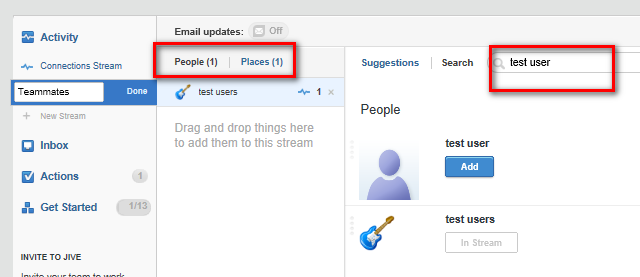 Activity
Connections Stream
Teammates Done
New Stream
Inbox
Actions 1
Get Started 1/13
INVITE TO JIVE
Invite your team to work
Email updates: Off
People (1) Places (1)
test users 1 ×
Drag and drop things here
to add them to this stream
Suggestions Search test user
People
test user
Add
test users
In Stream